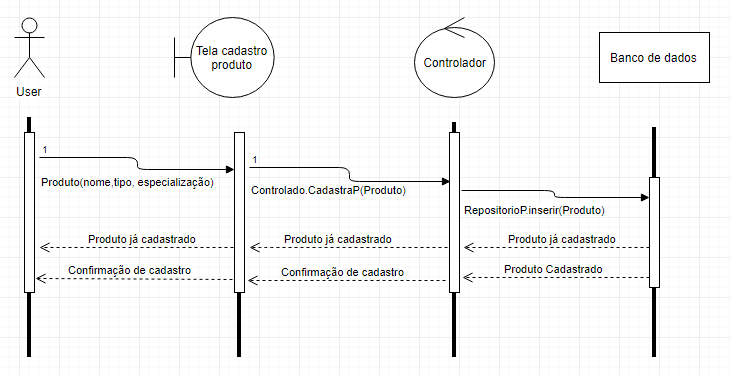 Tela cadastro
produto
Controlador
Banco de dados
User
1
Produto(nome,tipo, especialização)
1
Controlado.CadastraP(Produto)
RepositorioP.inserir(Produto)
Produto já cadastrado
Produto já cadastrado
Produto já cadastrado
Confirmação de cadastro
Confirmação de cadastro
Produto Cadastrado